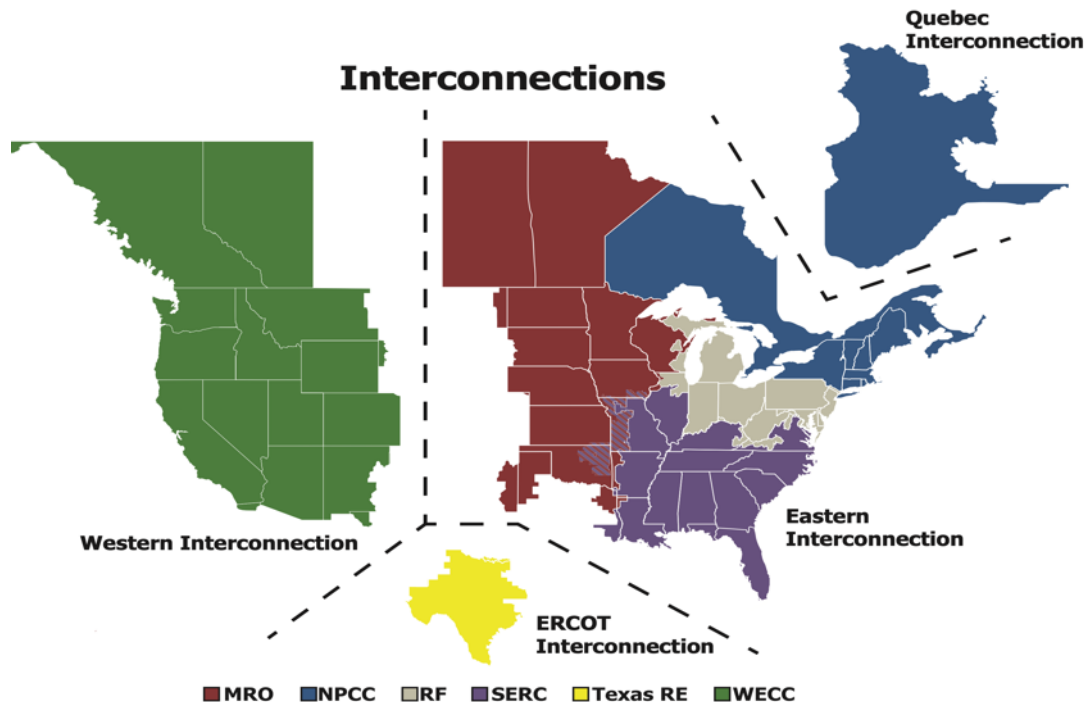 Quebec
Interconnection
Interconnections
Western Interconnection
Eastern
Interconnection
ERCOT
Interconnection
MRO NPCC RF SERC Texas RE WECC